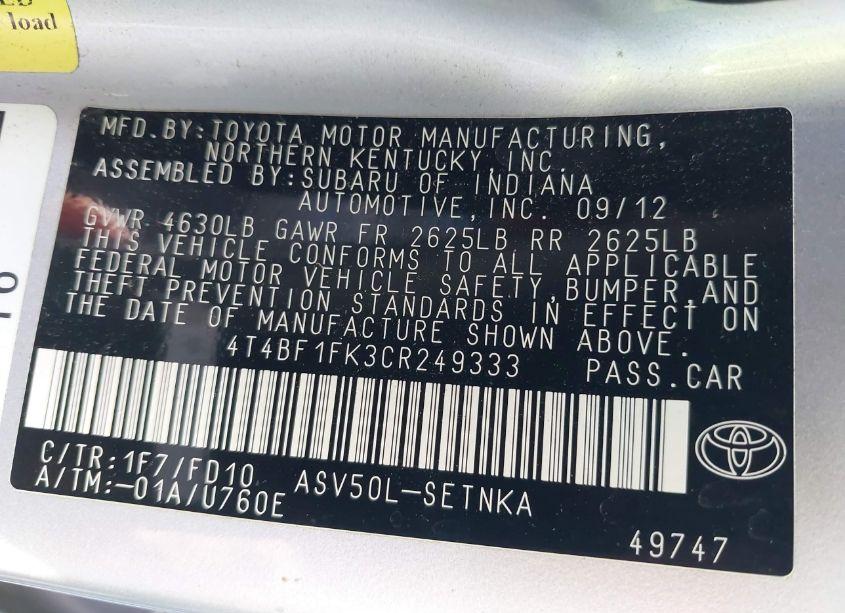 load
MFD.BY:TOYOTA MOTOR MANUFACTURING,
NORTHERN KENTUCKY, INC.
ASSEMBLED BY:SUBARU OF INDIANA
AUTOMOTIVE,INC. 09/12
GVWR 4630LB GAWR FR 2625LB RR 2625LB
THIS VEHICLE CONFORMS TO ALL APPLICABLE
FEDERAL MOTOR VEHICLE SAFETY,BUMPER,AND
THEFT PREVENTION STANDARDS IN EFFECT ON
THE DATE OF MANUFACTURE SHOWN ABOVE.
4T4BF1FK3CR249333 PASS.CAR
C/TR:1F7/FD10
A/TM:-01A/U760E
ASV50L-SETNKA
49747